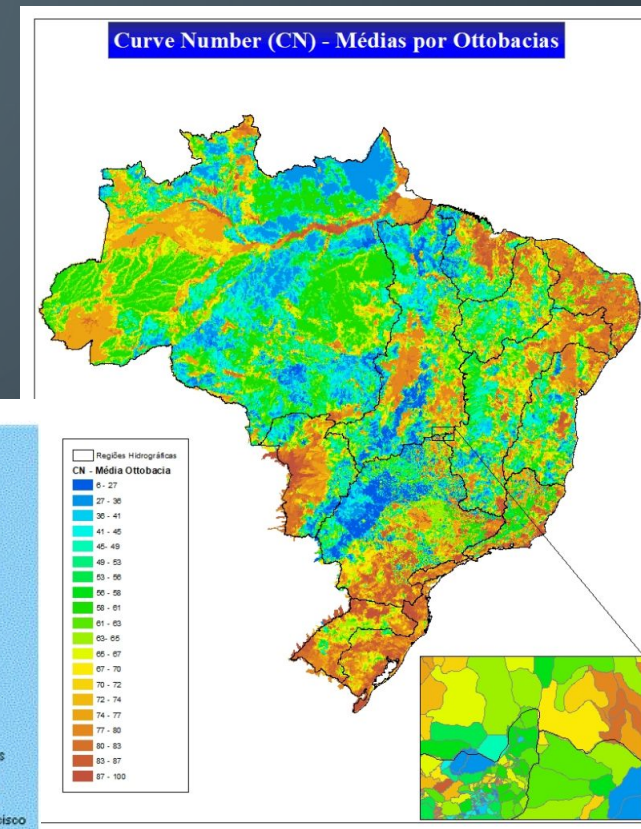 Curve Number (CN) - Médias por Ottobacias
Regiões Hidrográficas
CN - Média Ottobacia
6 - 27
27 - 36
36 - 41
41 - 45
45- 49
49 - 53
53 - 56
56 - 58
58 - 61
61 - 63
63- 65
65 - 67
67 - 70
70 - 72
72 - 74
74 - 77
77 - 80
80 - 83
83 - 87
87 - 100